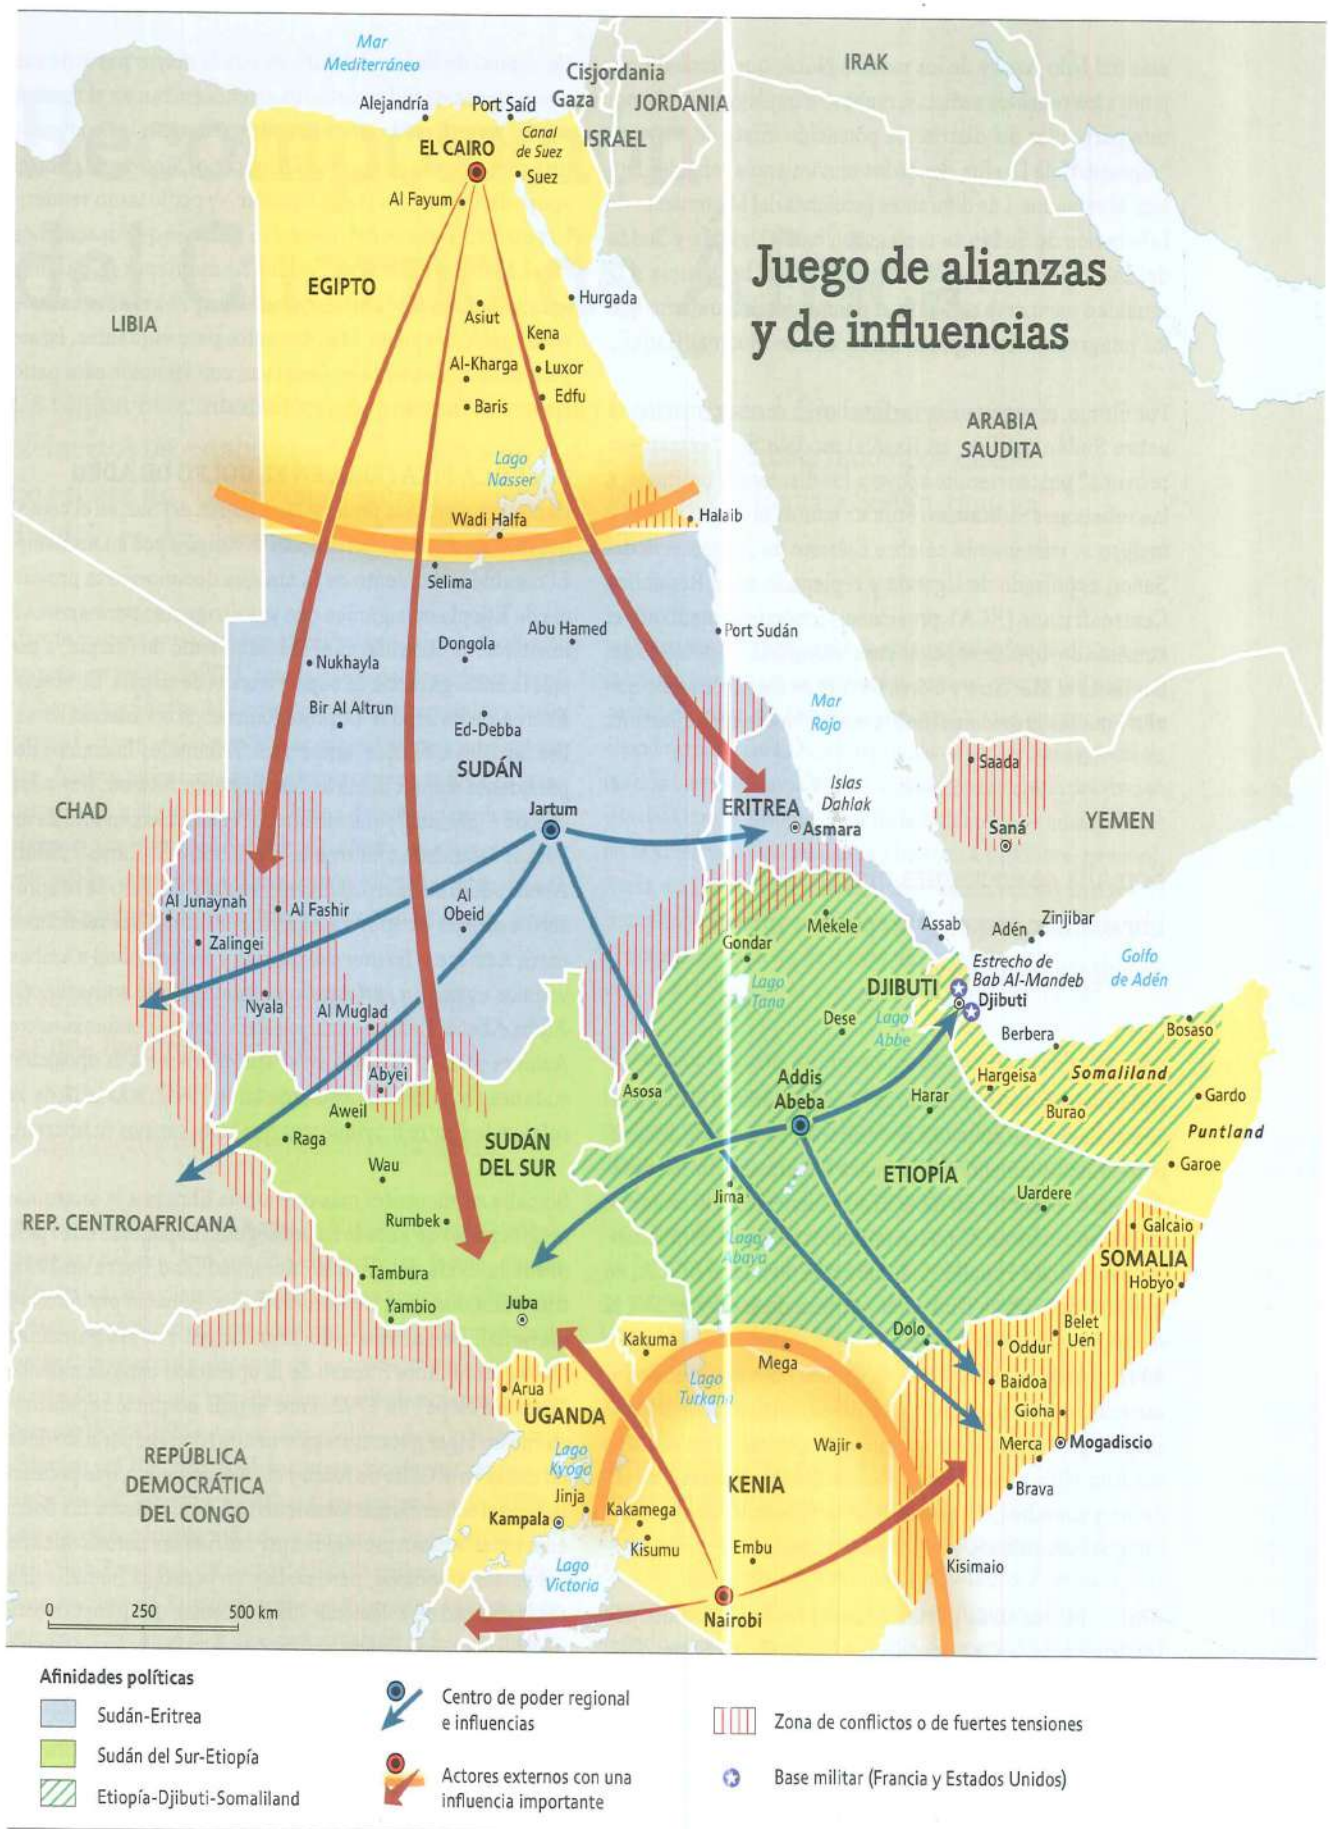 Mar
Mediterráneo
Alejandría
Port Saíd
Cisjordania
Gaza
JORDANIA
IRAK
EL CAIRO
Canal
de Suez
ISRAEL
Suez
Al Fayum
Juego de alianzas
y de influencias
EGIPTO
Hurgada
LIBIA
Asiut
Kena
Al-Kharga
Luxor
Edfu
Baris
ARABIA
SAUDITA
Lago
Nasser
Wadi Halfa
Halaib
Selima
Abu Hamed
Port Sudán
Dongola
Nukhayla
Bir Al Altrun
Ed-Debba
Mar
Rojo
SUDÁN
Saada
CHAD
Jartum
ERITREA
Islas
Dahlak
Asmara
Saná
YEMEN
Al Junaynah
Al Fashir
Al
Obeid
Zalingei
Mekele
Gondar
Assab
Adén
Zinjibar
Estrecho de
Bab Al-Mandeb
Golfo
de Adén
Lago
Tana
DJIBUTI
Djibuti
Nyala
Al Muglad
Dese
Lago
Abbe
Berbera
Bosaso
Abyei
Asosa
Addis
Abeba
Hargeisa
Somaliland
Aweil
Harar
Burao
Gardo
Raga
SUDÁN
DEL SUR
Puntland
Wau
ETIOPÍA
Garoe
Jima
Uardere
REP. CENTROAFRICANA
Rumbek
Galcaio
Lago
Abaya
SOMALIA
Hobyo
Tambura
Yambio
Juba
Kakuma
Dolo
Belet
Uen
Oddur
Mega
Arua
Lago
Turkana
Baidoa
UGANDA
Gioha
Wajir
Merca
Mogadiscio
REPÚBLICA
DEMOCRÁTICA
DEL CONGO
Lago
Kyoga
KENIA
Brava
Jinja
Kakamega
Kampala
Kisumu
Embu
Kisimaio
Lago
Victoria
Nairobi
0 250 500 km
Afinidades políticas
Sudán-Eritrea
Sudán del Sur-Etiopía
Etiopía-Djibuti-Somaliland
Centro de poder regional
e influencias
Actores externos con una
influencia importante
Zona de conflictos o de fuertes tensiones
Base militar (Francia y Estados Unidos)